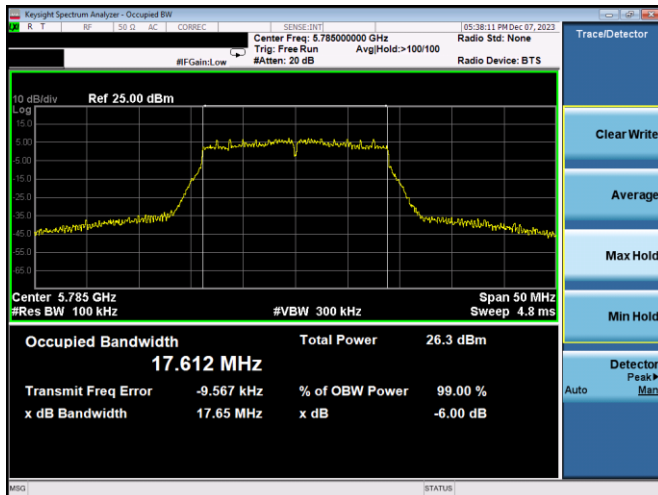 Keysight Spectrum Analyzer - Occupied BW
R T RF 50 Ω AC CORREC SENSE:INT 05:38:11 PM Dec 07, 2023
Center Freq: 5.785000000 GHz Radio Std: None
Trig: Free Run Avg|Hold:>100/100
#IFGain:Low #Atten: 20 dB Radio Device: BTS
Trace/Detector
10 dB/div Ref 25.00 dBm
Log
15.0
5.00
-5.00
-15.0
-25.0
-35.0
-45.0
-55.0
-65.0
Center 5.785 GHz Span 50 MHz
#Res BW 100 kHz #VBW 300 kHz Sweep 4.8 ms
Occupied Bandwidth Total Power 26.3 dBm
17.612 MHz
Transmit Freq Error -9.567 kHz % of OBW Power 99.00 %
x dB Bandwidth 17.65 MHz x dB -6.00 dB
Clear Write
Average
Max Hold
Min Hold
Detector
Peak
Auto Man
MSG STATUS